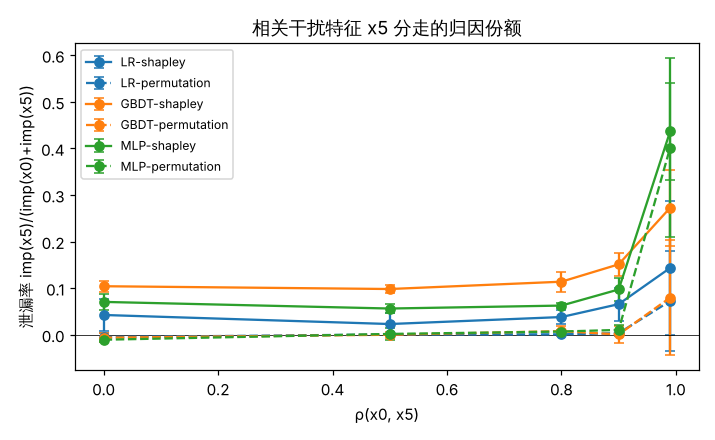 相关干扰特征 x5 分走的归因份额
泄漏率 imp(x5)/(imp(x0)+imp(x5))
0.6
0.5
0.4
0.3
0.2
0.1
0.0
LR-shapley
LR-permutation
GBDT-shapley
GBDT-permutation
MLP-shapley
MLP-permutation
0.0
0.2
0.4
0.6
0.8
1.0
ρ(x0, x5)